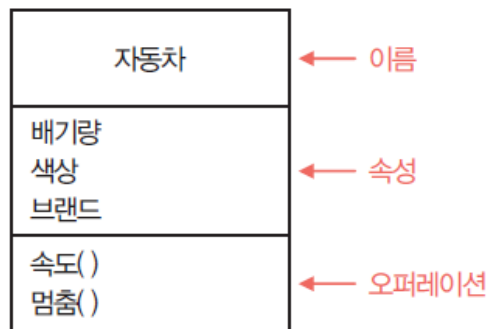 자동차
이름
배기량
색상
브랜드
속성
속도( )
멈춤( )
오퍼레이션